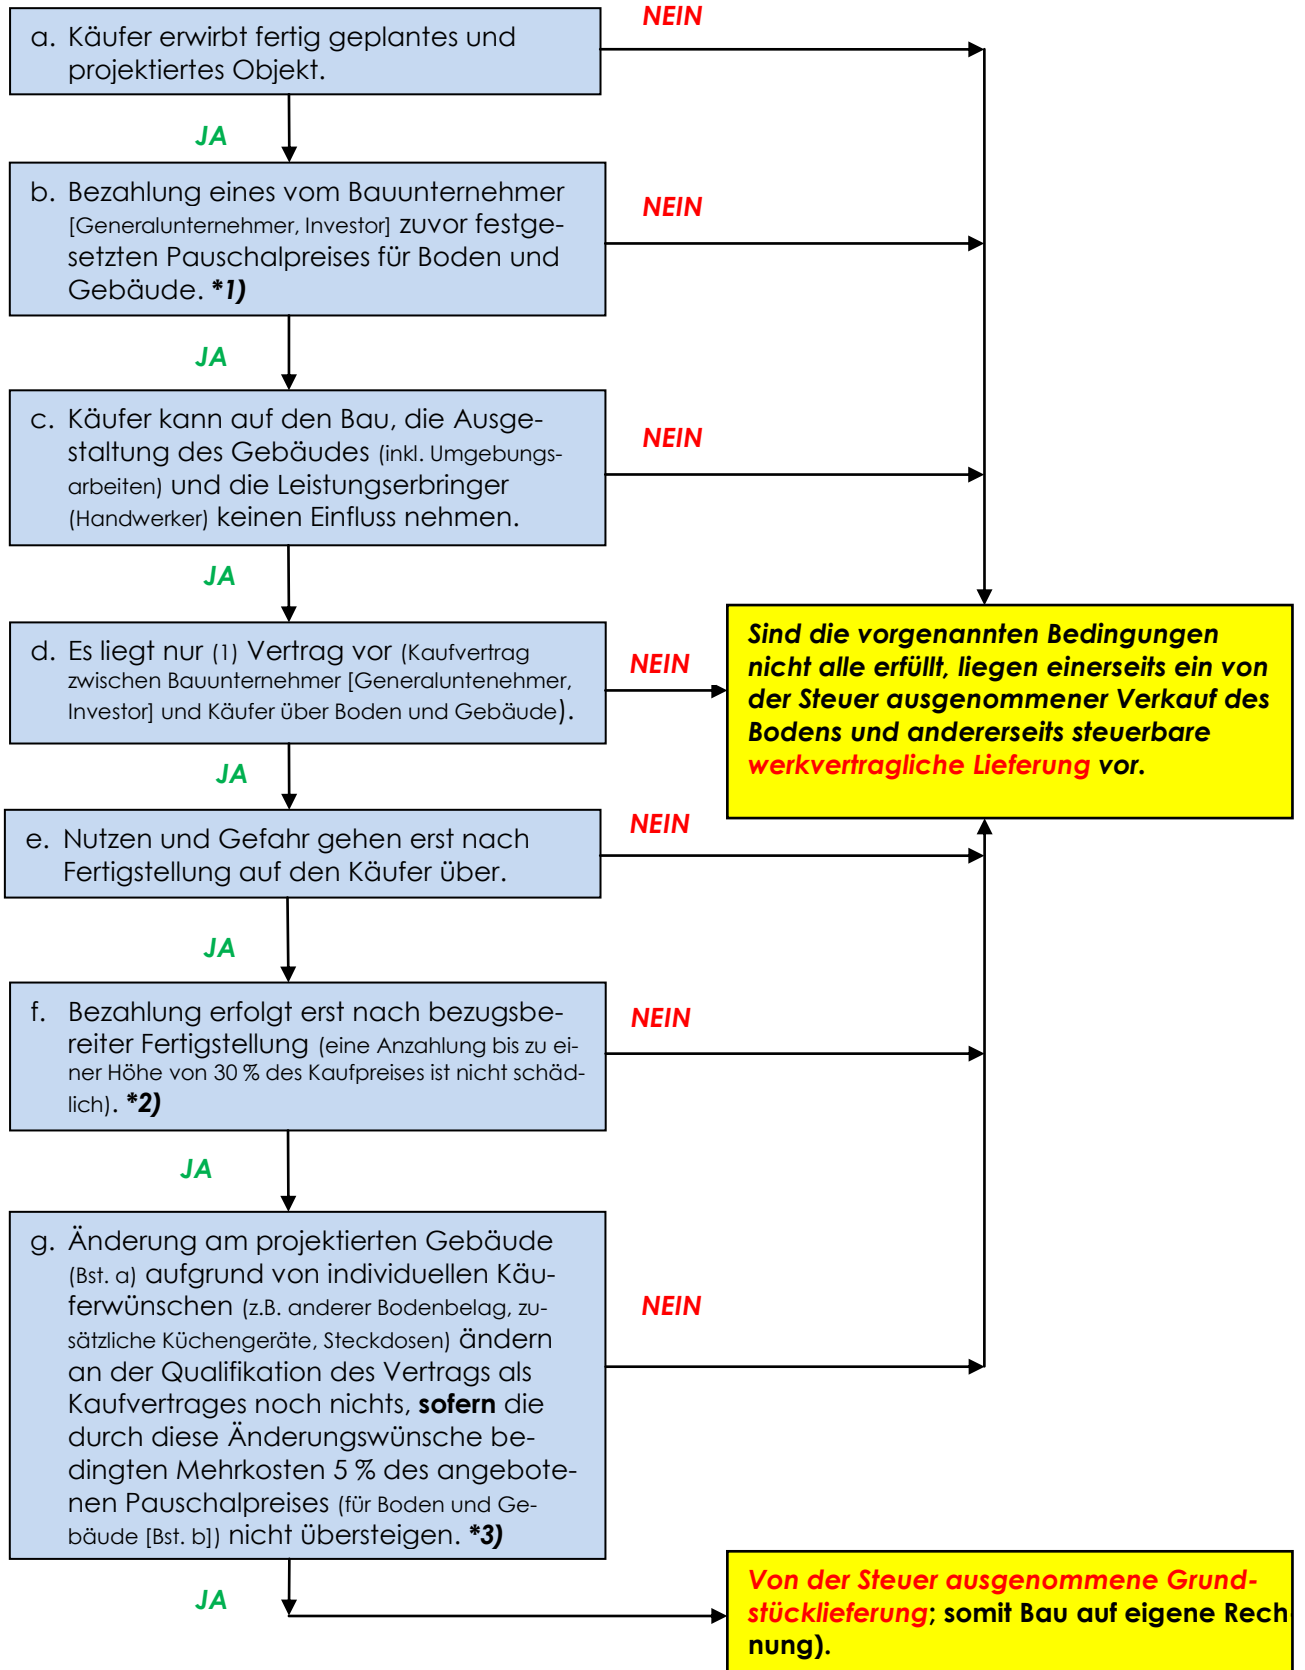 NEIN
a. Käufer erwirbt fertig geplantes und
projektiertes Objekt.
JA
b. Bezahlung eines vom Bauunternehmer
[Generalunternehmer, Investor] zuvor festge-
setzten Pauschalpreises für Boden und
Gebäude. *1)
NEIN
JA
c. Käufer kann auf den Bau, die Ausge-
staltung des Gebäudes (inkl. Umgebungs-
arbeiten) und die Leistungserbringer
(Handwerker) keinen Einfluss nehmen.
NEIN
JA
d. Es liegt nur (1) Vertrag vor (Kaufvertrag
zwischen Bauunternehmer [Generaluntenehmer,
Investor] und Käufer über Boden und Gebäude).
NEIN
Sind die vorgenannten Bedingungen
nicht alle erfüllt, liegen einerseits ein von
der Steuer ausgenommener Verkauf des
Bodens und andererseits steuerbare
werkvertragliche Lieferung vor.
JA
e. Nutzen und Gefahr gehen erst nach
Fertigstellung auf den Käufer über.
NEIN
JA
f. Bezahlung erfolgt erst nach bezugsbe-
reiter Fertigstellung (eine Anzahlung bis zu ei-
ner Höhe von 30 % des Kaufpreises ist nicht schäd-
lich). *2)
NEIN
JA
g. Änderung am projektierten Gebäude
(Bst. a) aufgrund von individuellen Käu-
ferwünschen (z.B. anderer Bodenbelag, zu-
sätzliche Küchengeräte, Steckdosen) ändern
an der Qualifikation des Vertrags als
Kaufvertrages noch nichts, sofern die
durch diese Änderungswünsche be-
dingten Mehrkosten 5 % des angebote-
nen Pauschalpreises (für Boden und Ge-
bäude [Bst. b]) nicht übersteigen. *3)
NEIN
JA
Von der Steuer ausgenommene Grund-
stücklieferung; somit Bau auf eigene Rech
nung).